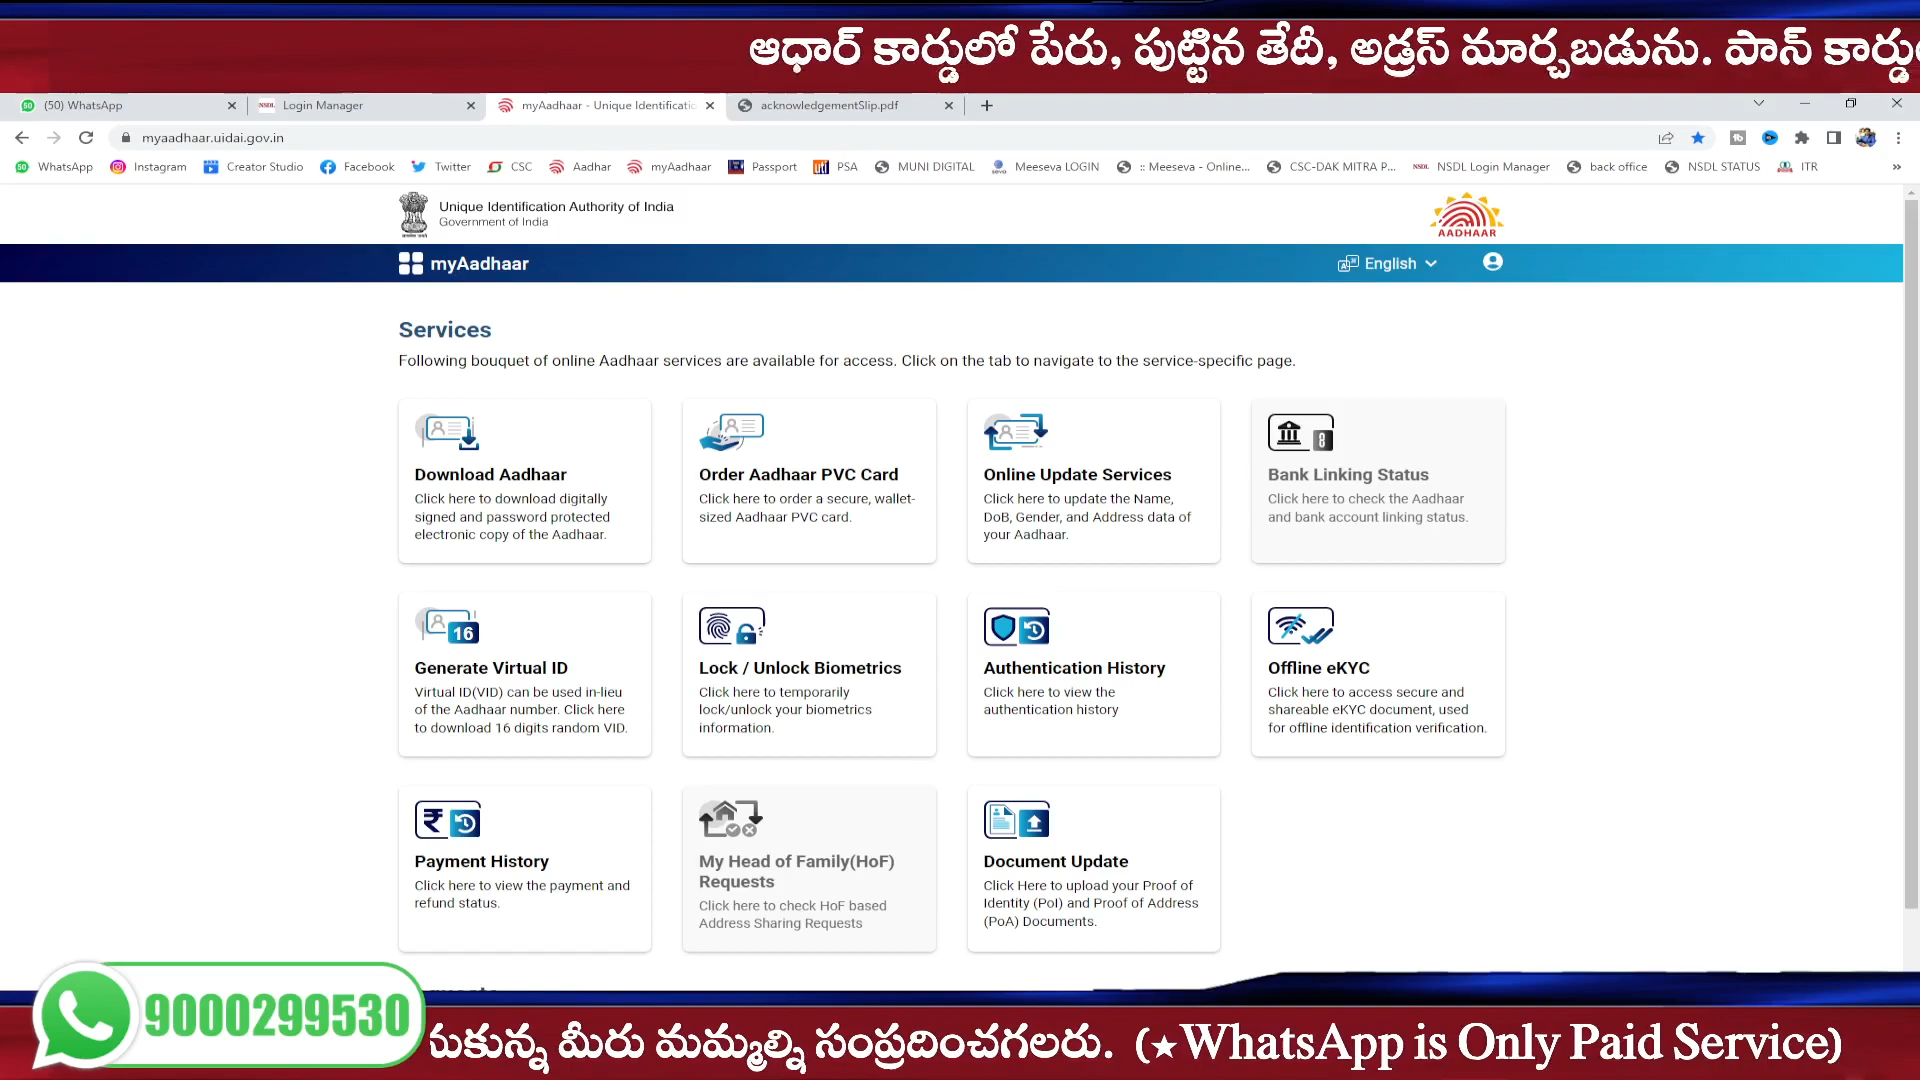 ఆధార్ కార్డులో పేరు, పుట్టిన తేదీ, అడ్రస్ మార్చబడును. పాన్ కార్డు
(50) WhatsApp
NSDL Login Manager
myAadhaar - Unique Identificatic
acknowledgementSlip.pdf
myaadhaar.uidai.gov.in
WhatsApp Instagram Creator Studio Facebook Twitter CSC Aadhar myAadhaar Passport PSA MUNI DIGITAL Meeseva LOGIN :: Meeseva - Online... CSC-DAK MITRA P... NSDL Login Manager back office NSDL STATUS ITR »
Unique Identification Authority of India
Government of India
AADHAAR
myAadhaar
English
Services
Following bouquet of online Aadhaar services are available for access. Click on the tab to navigate to the service-specific page.
Download Aadhaar
Click here to download digitally
signed and password protected
electronic copy of the Aadhaar.
Order Aadhaar PVC Card
Click here to order a secure, wallet-
sized Aadhaar PVC card.
Online Update Services
Click here to update the Name,
DoB, Gender, and Address data of
your Aadhaar.
8
Bank Linking Status
Click here to check the Aadhaar
and bank account linking status.
16
Generate Virtual ID
Virtual ID(VID) can be used in-lieu
of the Aadhaar number. Click here
to download 16 digits random VID.
Lock / Unlock Biometrics
Click here to temporarily
lock/unlock your biometrics
information.
Authentication History
Click here to view the
authentication history
Offline eKYC
Click here to access secure and
shareable eKYC document, used
for offline identification verification.
₹
Payment History
Click here to view the payment and
refund status.
My Head of Family(HoF)
Requests
Click here to check HoF based
Address Sharing Requests
Document Update
Click Here to upload your Proof of
Identity (PoI) and Proof of Address
(PoA) Documents.
9000299530
నుకున్న మీరు మమ్మల్ని సంప్రదించగలరు. (★WhatsApp is Only Paid Service)